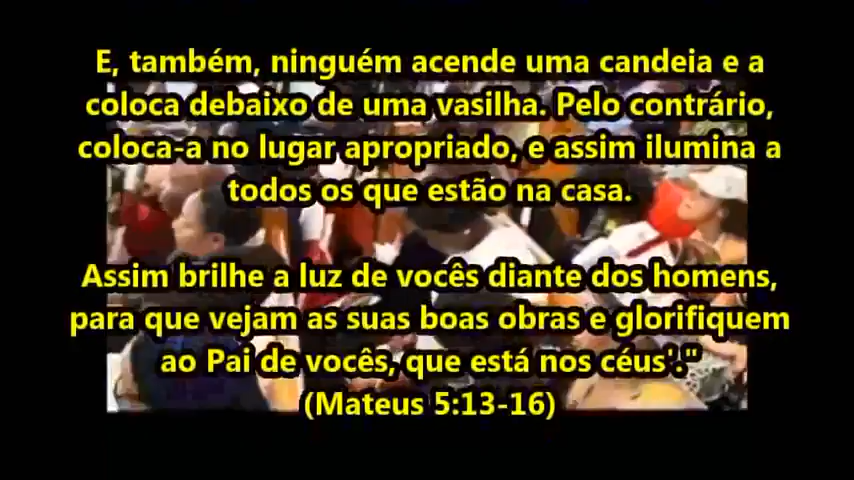 E, também, ninguém acende uma candeia e a
coloca debaixo de uma vasilha. Pelo contrário,
coloca-a no lugar apropriado, e assim ilumina a
todos os que estão na casa.
Assim brilhe a luz de vocês diante dos homens,
para que vejam as suas boas obras e glorifiquem
ao Pai de vocês, que está nos céus'."
(Mateus 5:13-16)